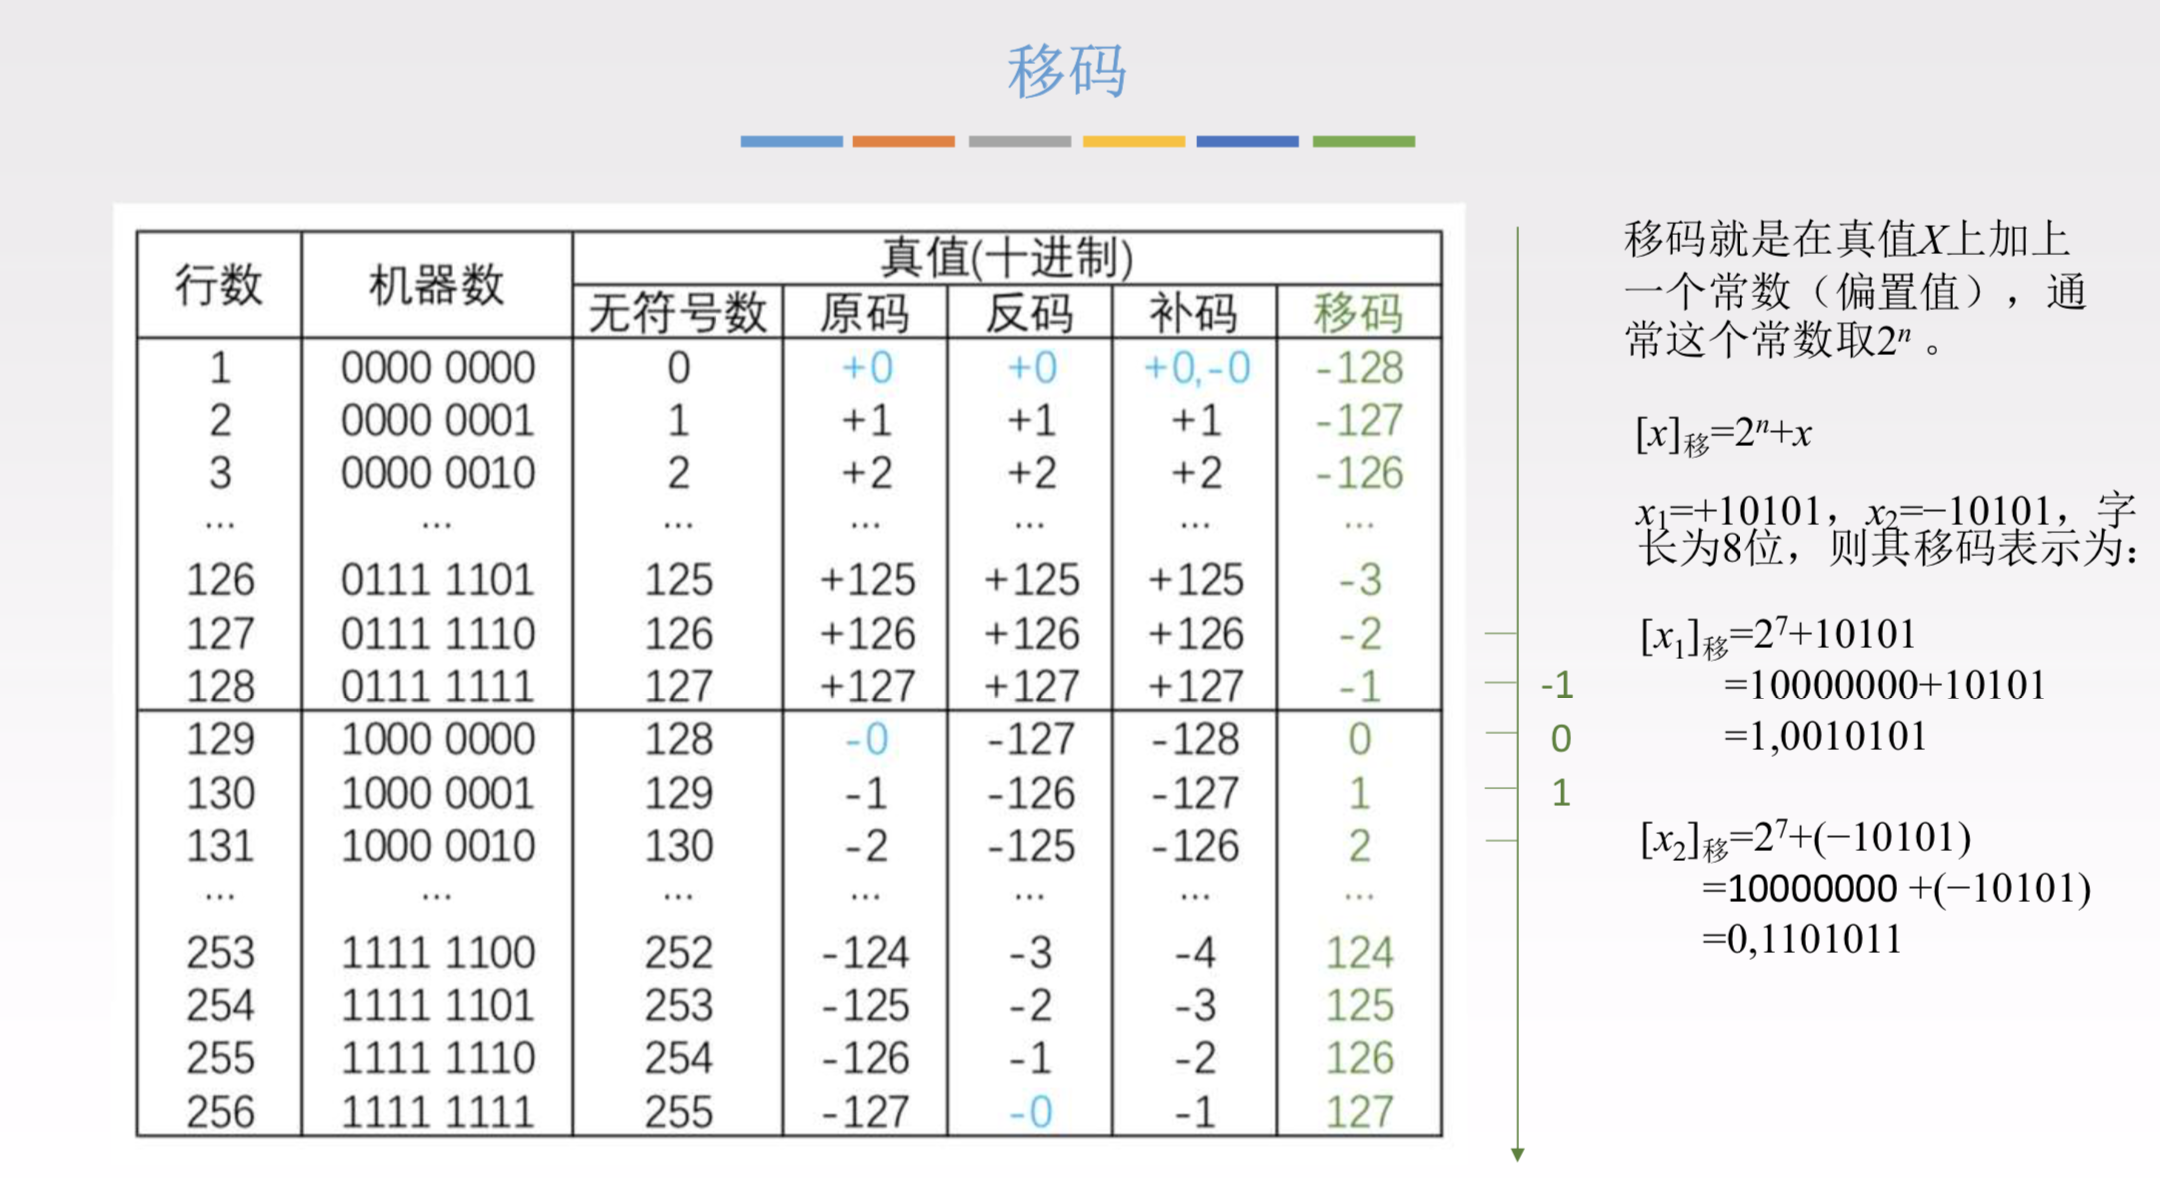 移码
行数 机器数 真值(十进制)
无符号数 原码 反码 补码 移码
1 0000 0000 0 +0 +0 +0,-0 -128
2 0000 0001 1 +1 +1 +1 -127
3 0000 0010 2 +2 +2 +2 -126
... ... ... ... ... ... ...
126 0111 1101 125 +125 +125 +125 -3
127 0111 1110 126 +126 +126 +126 -2
128 0111 1111 127 +127 +127 +127 -1
129 1000 0000 128 -0 -127 -128 0
130 1000 0001 129 -1 -126 -127 1
131 1000 0010 130 -2 -125 -126 2
... ... ... ... ... ... ...
253 1111 1100 252 -124 -3 -4 124
254 1111 1101 253 -125 -2 -3 125
255 1111 1110 254 -126 -1 -2 126
256 1111 1111 255 -127 -0 -1 127
-1
0
1
移码就是在真值X上加上
一个常数（偏置值），通
常这个常数取2ⁿ 。
[x]移=2ⁿ+x
x₁=+10101，x₂=−10101，字
长为8位，则其移码表示为：
[x₁]移=2⁷+10101
=10000000+10101
=1,0010101
[x₂]移=2⁷+(−10101)
=10000000 +(−10101)
=0,1101011